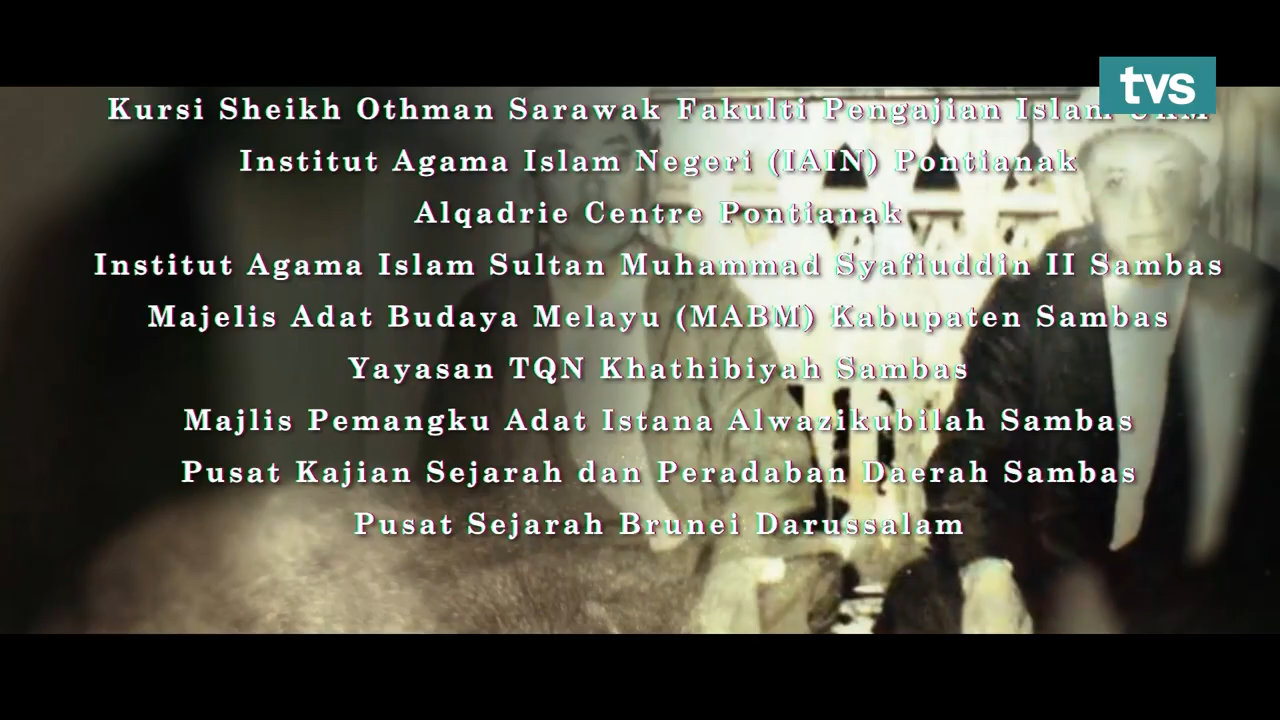 tvs
Kursi Sheikh Othman Sarawak Fakulti Pengajian Islam UKM
Institut Agama Islam Negeri (IAIN) Pontianak
Alqadrie Centre Pontianak
Institut Agama Islam Sultan Muhammad Syafiuddin II Sambas
Majelis Adat Budaya Melayu (MABM) Kabupaten Sambas
Yayasan TQN Khathibiyah Sambas
Majlis Pemangku Adat Istana Alwazikubilah Sambas
Pusat Kajian Sejarah dan Peradaban Daerah Sambas
Pusat Sejarah Brunei Darussalam